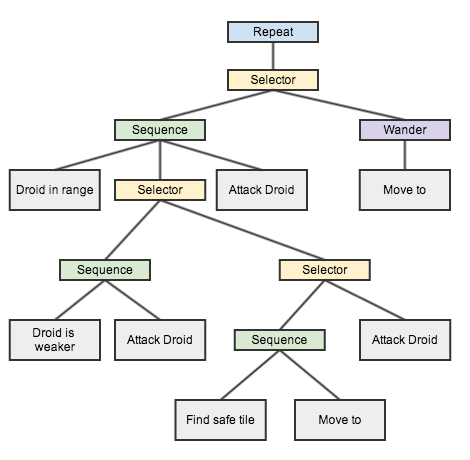 Repeat
Selector
Sequence
Wander
Droid in range
Selector
Attack Droid
Move to
Sequence
Selector
Droid is
weaker
Attack Droid
Sequence
Attack Droid
Find safe tile
Move to